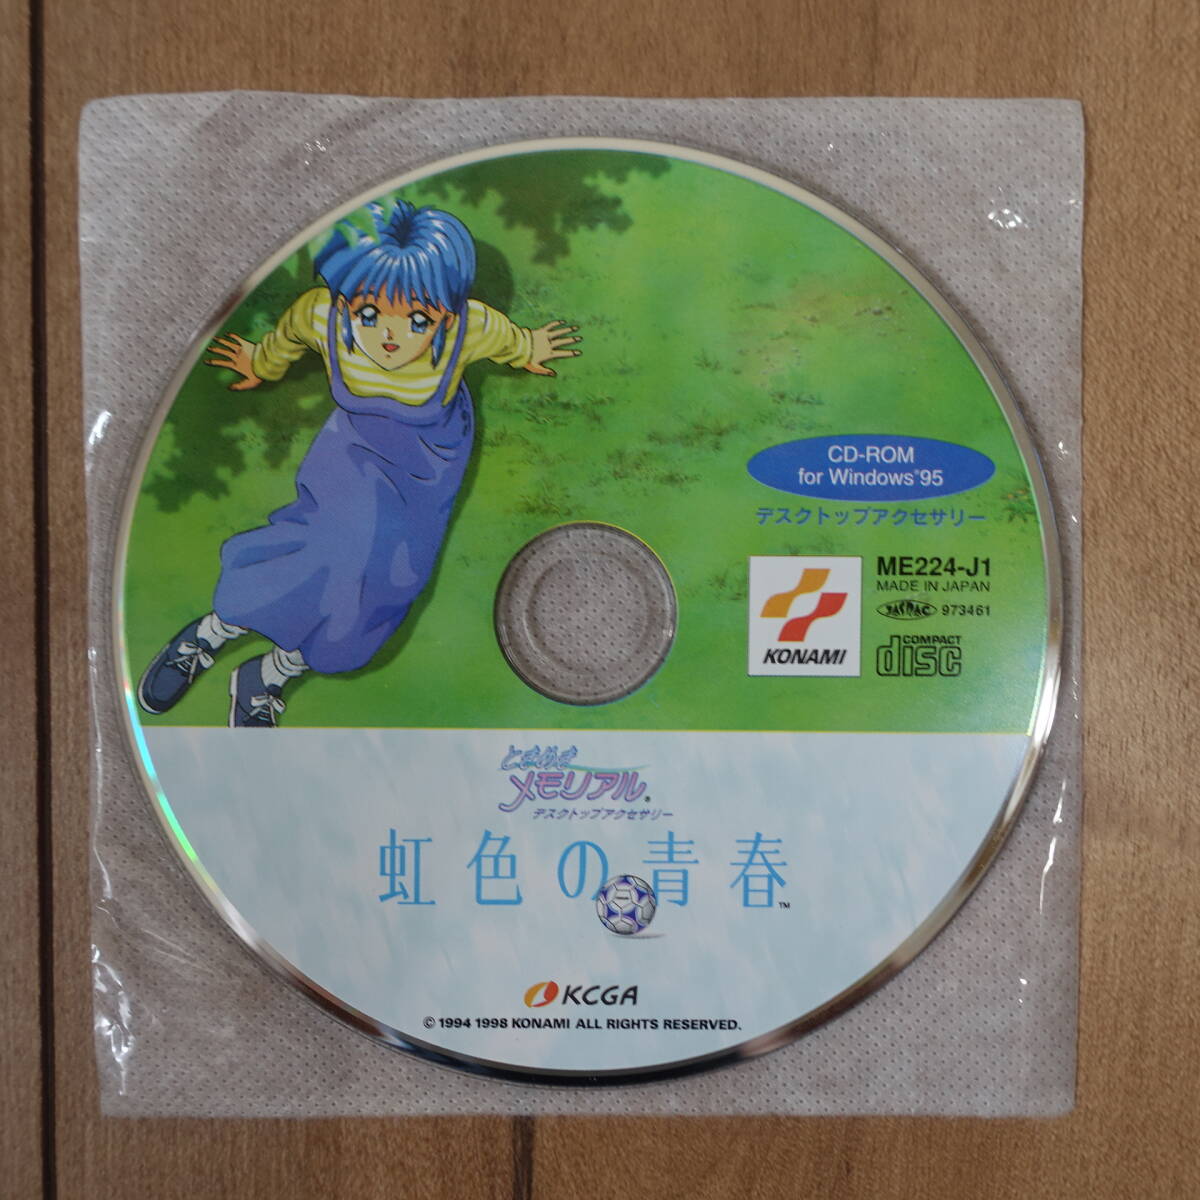 CD-ROM
for Windows®95
デスクトップアクセサリー
ME224-J1
MADE IN JAPAN
JASRAC 973461
KONAMI
COMPACT
disc
ときめき
メモリアル®
デスクトップアクセサリー
虹色の青春™
KCGA
© 1994 1998 KONAMI ALL RIGHTS RESERVED.